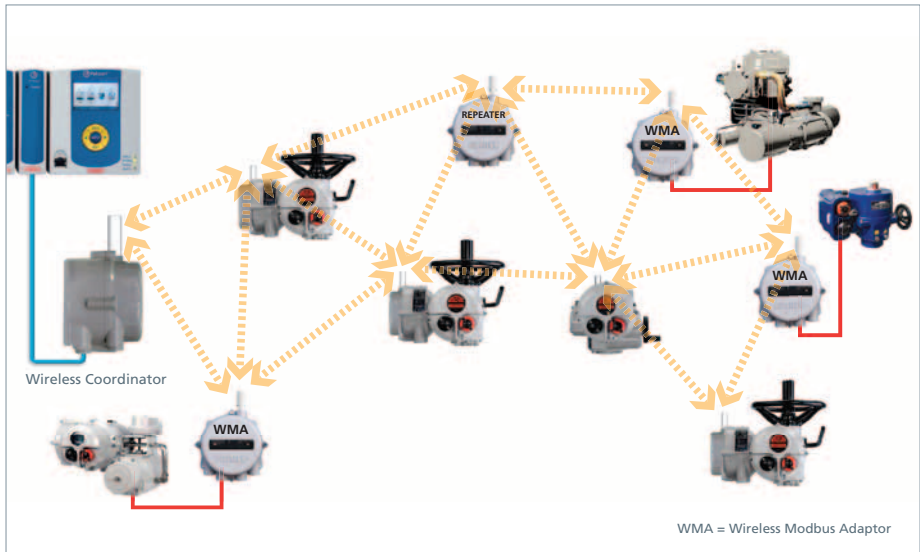 REPEATER
WMA
WMA
Wireless Coordinator
WMA
WMA = Wireless Modbus Adaptor